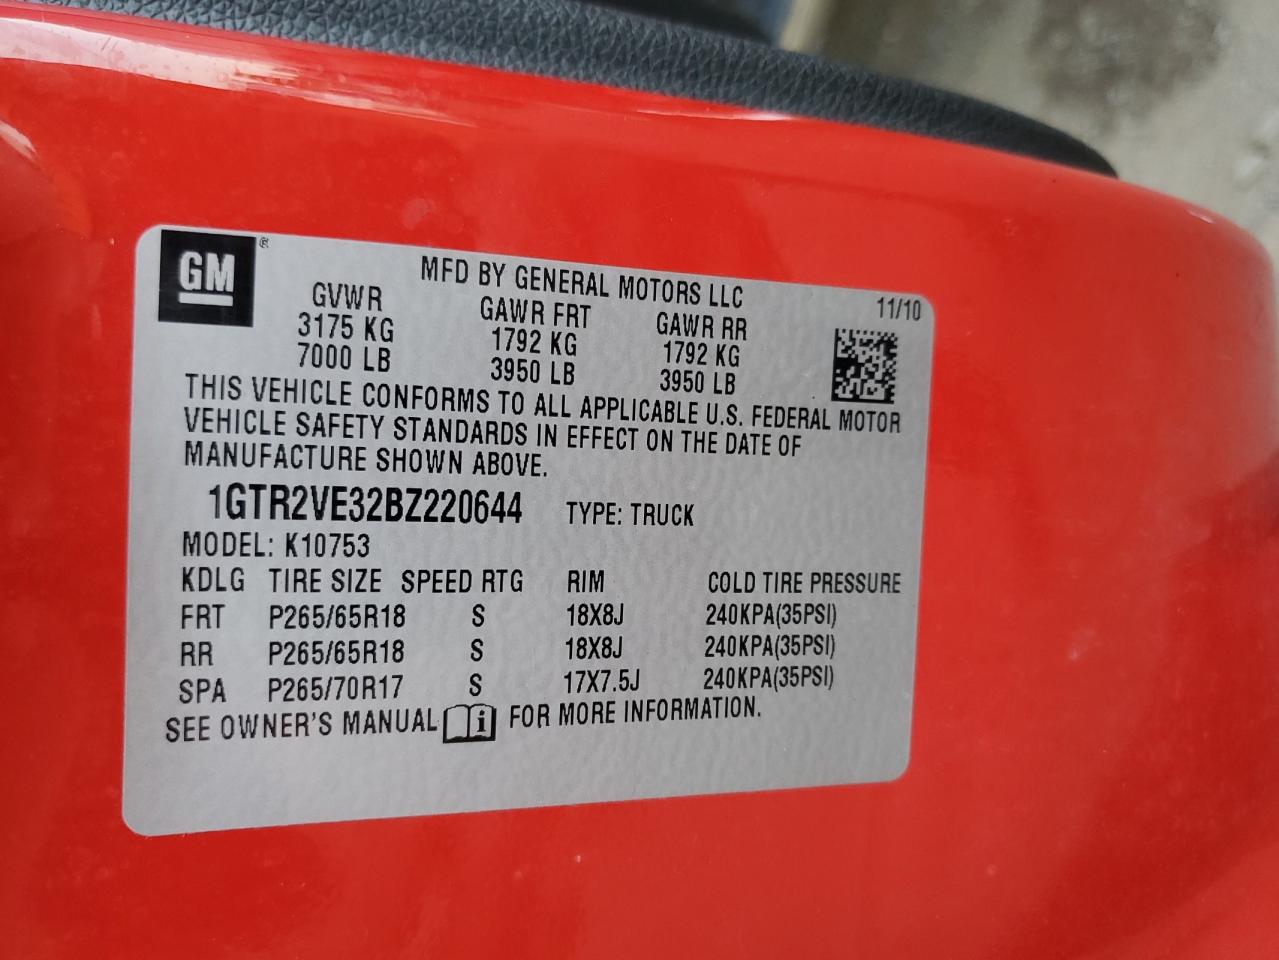 GM
MFD BY GENERAL MOTORS LLC
11/10
GVWR GAWR FRT GAWR RR
3175 KG 1792 KG 1792 KG
7000 LB 3950 LB 3950 LB
THIS VEHICLE CONFORMS TO ALL APPLICABLE U.S. FEDERAL MOTOR
VEHICLE SAFETY STANDARDS IN EFFECT ON THE DATE OF
MANUFACTURE SHOWN ABOVE.
1GTR2VE32BZ220644 TYPE: TRUCK
MODEL: K10753
KDLG TIRE SIZE SPEED RTG RIM COLD TIRE PRESSURE
FRT P265/65R18 S 18X8J 240KPA(35PSI)
RR P265/65R18 S 18X8J 240KPA(35PSI)
SPA P265/70R17 S 17X7.5J 240KPA(35PSI)
SEE OWNER'S MANUAL i FOR MORE INFORMATION.